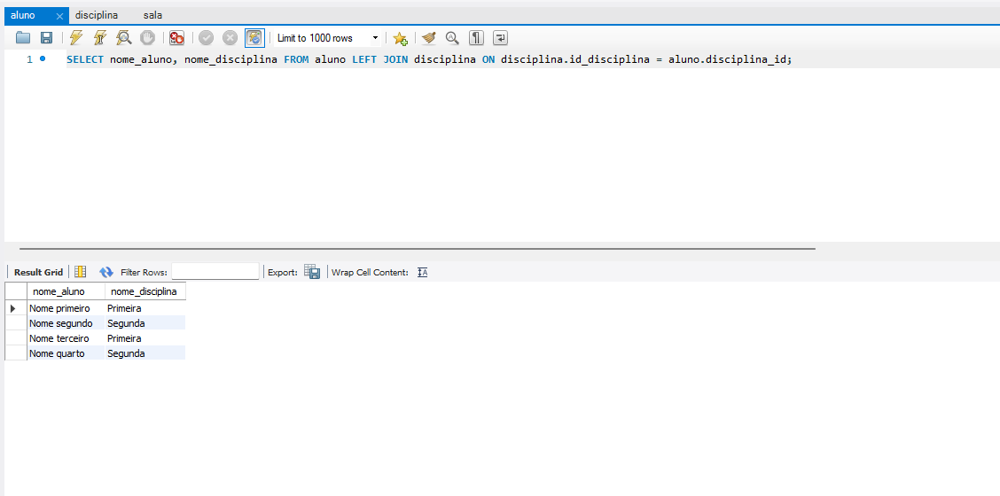 aluno disciplina sala
Limit to 1000 rows
1 SELECT nome_aluno, nome_disciplina FROM aluno LEFT JOIN disciplina ON disciplina.id_disciplina = aluno.disciplina_id;
Result Grid Filter Rows: Export: Wrap Cell Content:
nome_aluno nome_disciplina
Nome primeiro Primeira
Nome segundo Segunda
Nome terceiro Primeira
Nome quarto Segunda